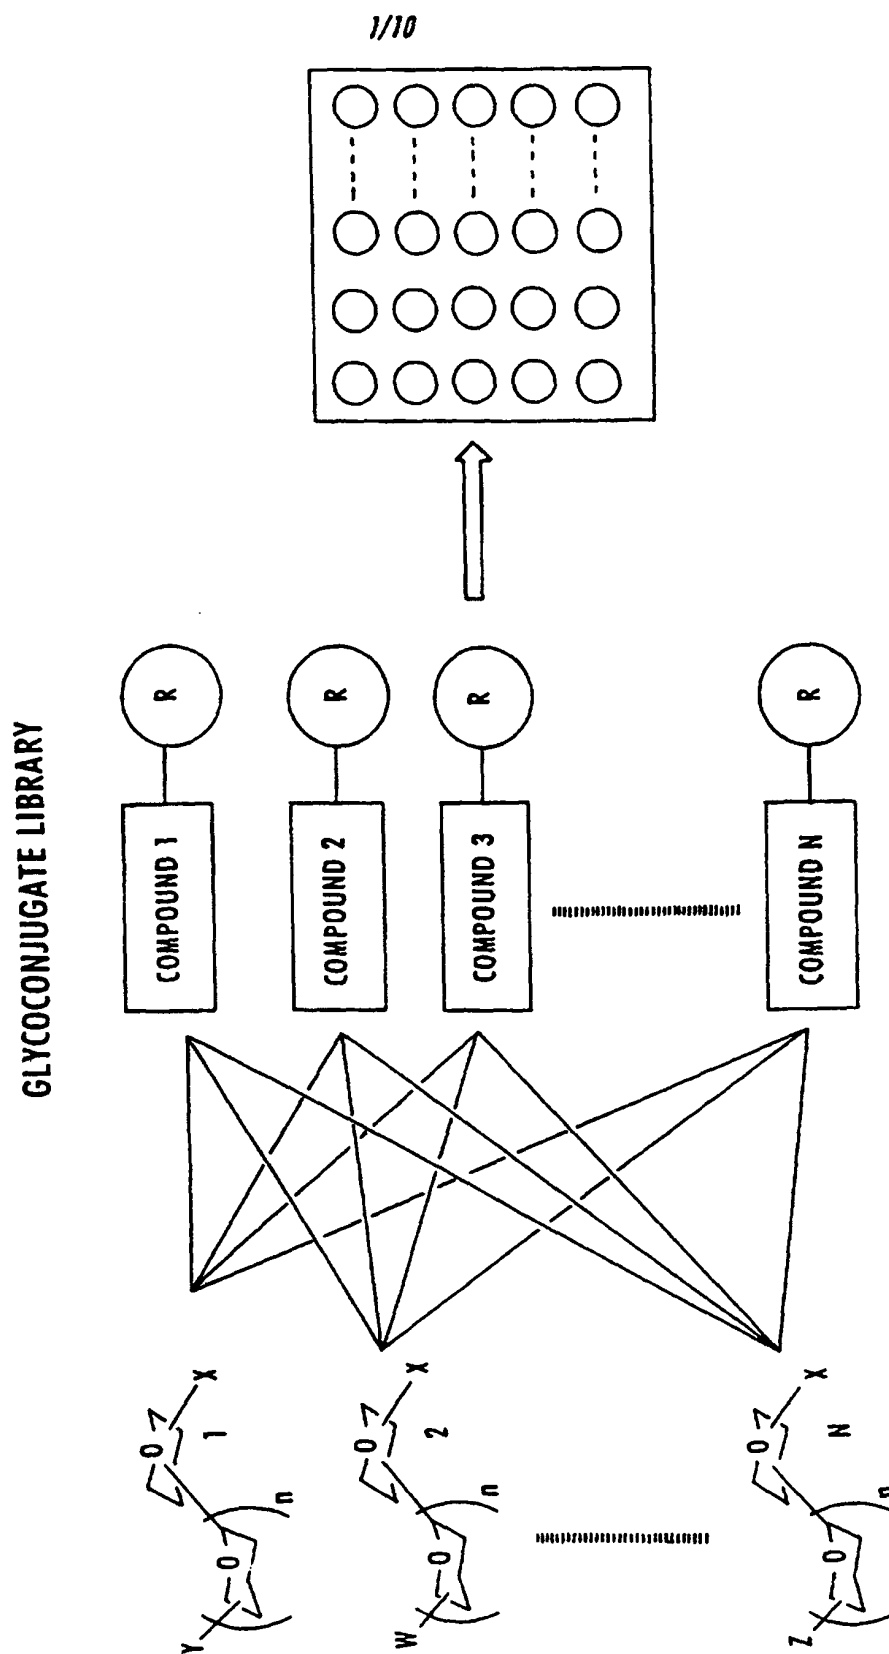 1/10
GLYCOCONJUGATE LIBRARY
Y O n O X 1
W O n O X 2
Z O n O X N
COMPOUND 1 R
COMPOUND 2 R
COMPOUND 3 R
COMPOUND N R